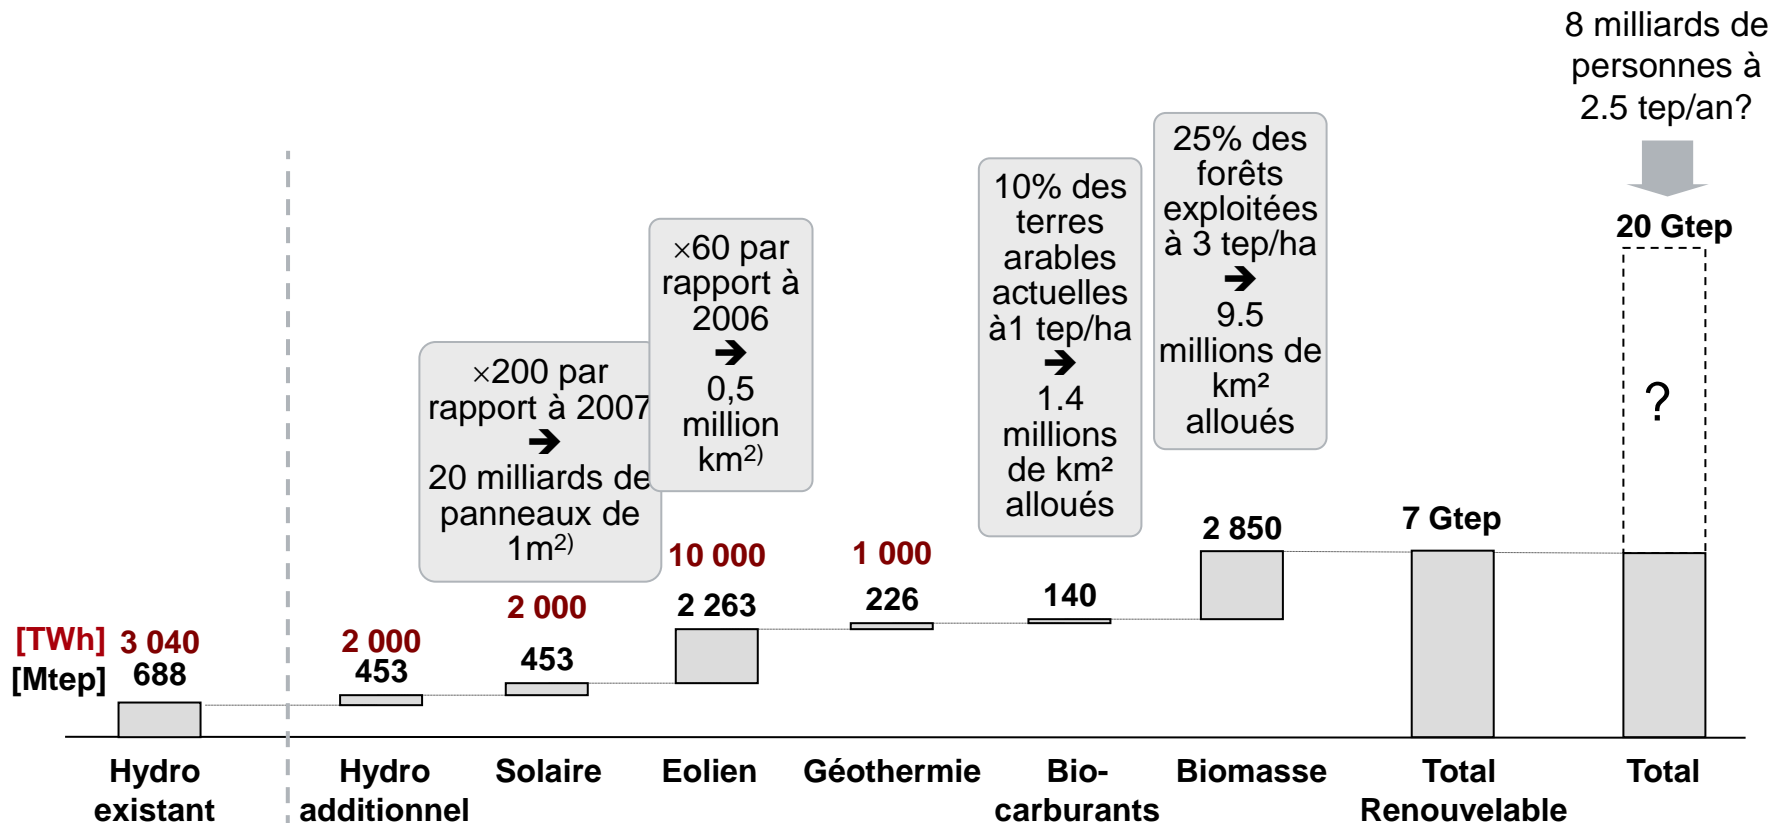 8 milliards de
personnes à
2.5 tep/an?
20 Gtep
?
25% des
forêts
exploitées
à 3 tep/ha
➔
9.5
millions de
km²
alloués
10% des
terres
arables
actuelles
à1 tep/ha
➔
1.4
millions
de km²
alloués
×60 par
rapport à
2006
➔
0,5
million
km²⁾
×200 par
rapport à 2007
➔
20 milliards de
panneaux de
1m²⁾
[TWh] 3 040
[Mtep] 688
2 000
453
2 000
453
10 000
2 263
1 000
226
140
2 850
7 Gtep
Hydro
existant
Hydro
additionnel
Solaire
Eolien
Géothermie
Bio-
carburants
Biomasse
Total
Renouvelable
Total